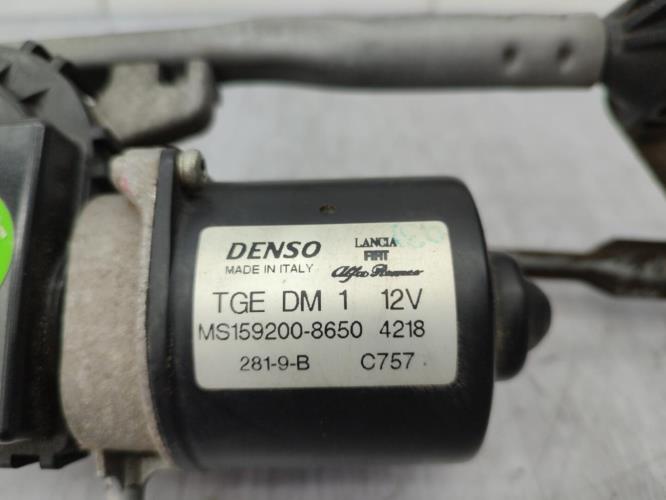 DENSO
MADE IN ITALY
LANCIA
FIAT
Alfa Romeo
TGE DM 1 12V
MS159200-8650 4218
281-9-B C757